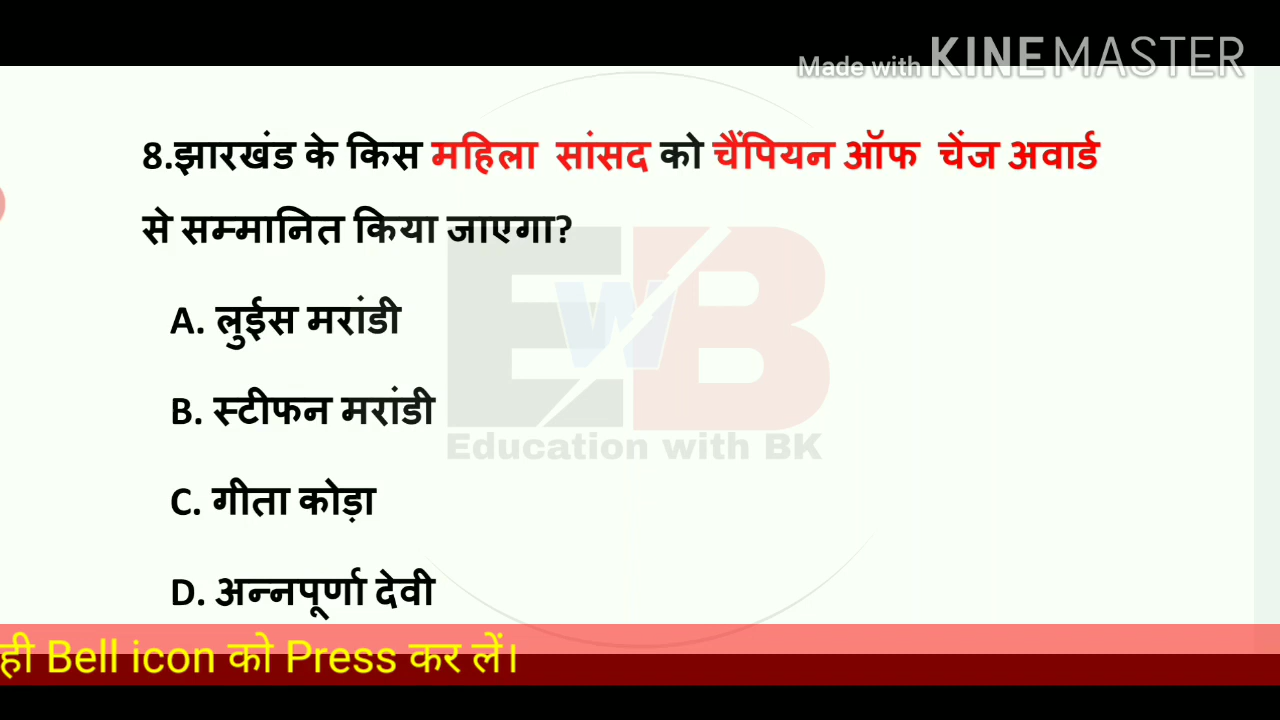 Made with KINEMASTER
8.झारखंड के किस महिला सांसद को चैंपियन ऑफ चेंज अवार्ड
से सम्मानित किया जाएगा?
A. लुईस मरांडी
B. स्टीफन मरांडी
C. गीता कोड़ा
D. अन्नपूर्णा देवी
EWB
Education with BK
ही Bell icon को Press कर लें।